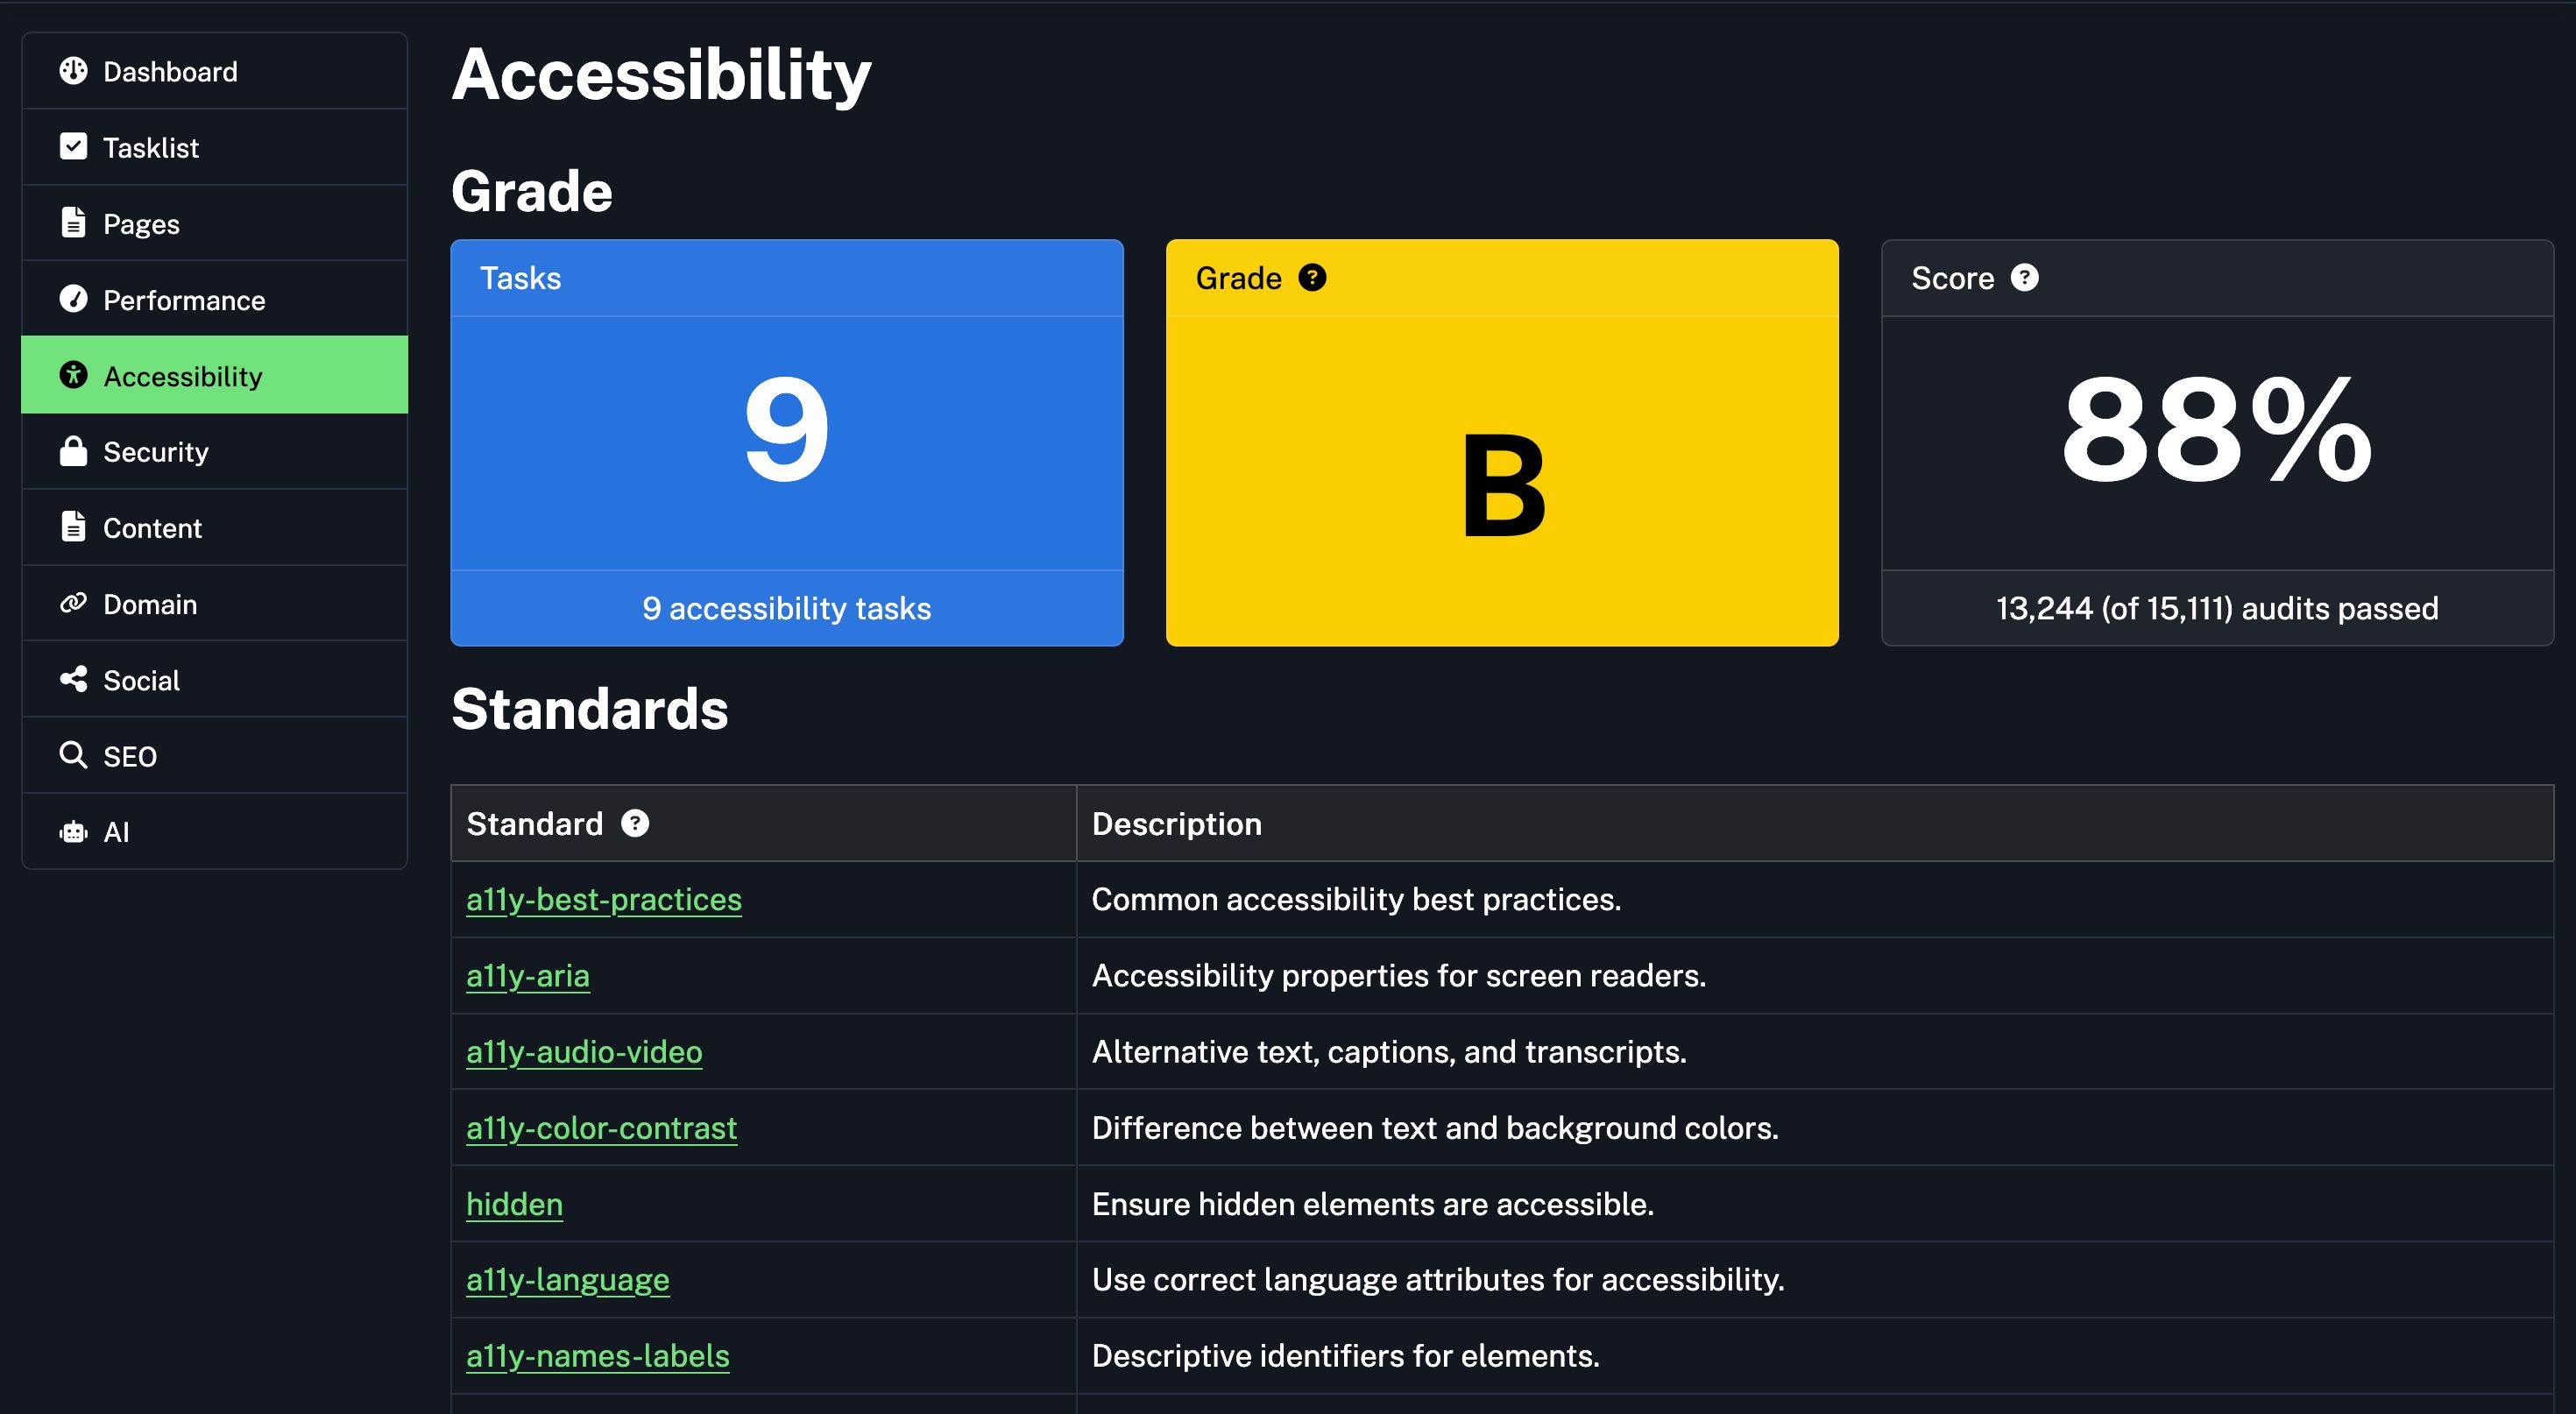 Dashboard
Tasklist
Pages
Performance
Accessibility
Security
Content
Domain
Social
SEO
AI
Accessibility
Grade
Tasks
9
9 accessibility tasks
Grade ?
B
Score ?
88%
13,244 (of 15,111) audits passed
Standards
Standard ? Description
a11y-best-practices Common accessibility best practices.
a11y-aria Accessibility properties for screen readers.
a11y-audio-video Alternative text, captions, and transcripts.
a11y-color-contrast Difference between text and background colors.
hidden Ensure hidden elements are accessible.
a11y-language Use correct language attributes for accessibility.
a11y-names-labels Descriptive identifiers for elements.